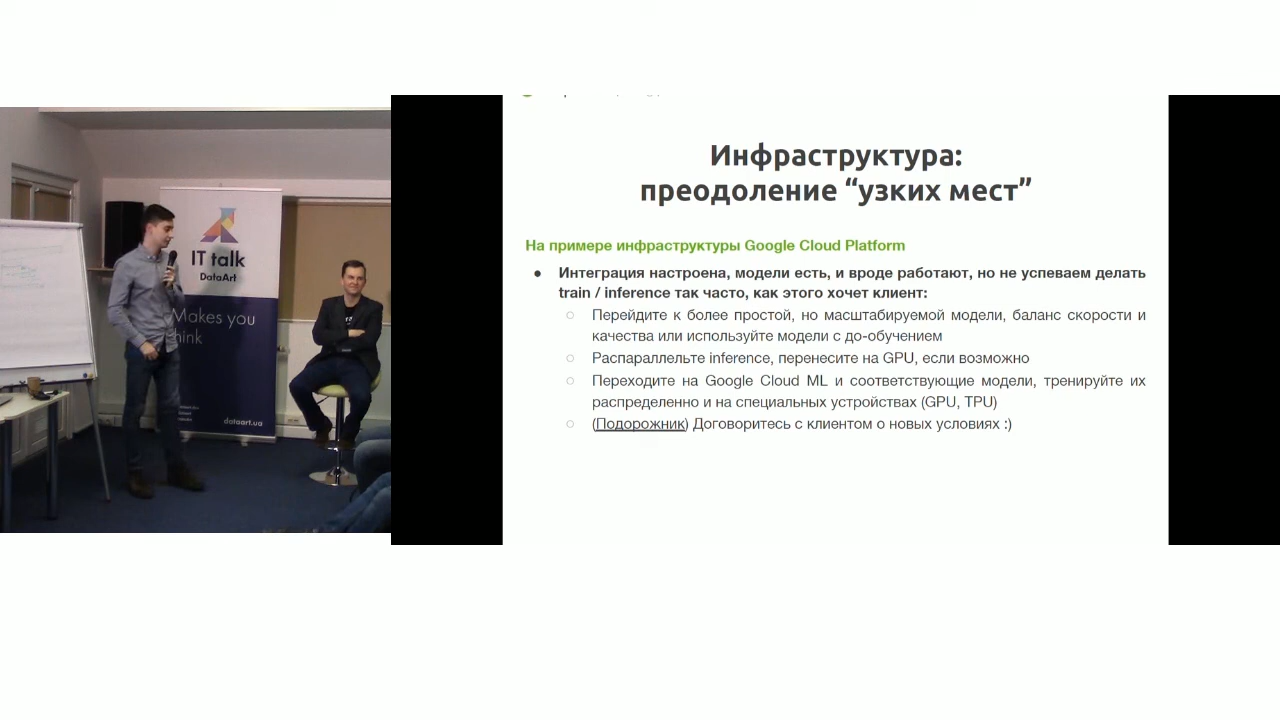 IT talk
DataArt
Makes you
think
dataart.ua
Инфраструктура:
преодоление “узких мест”
На примере инфраструктуры Google Cloud Platform
● Интеграция настроена, модели есть, и вроде работают, но не успеваем делать
train / inference так часто, как этого хочет клиент:
○ Перейдите к более простой, но масштабируемой модели, баланс скорости и
качества или используйте модели с до-обучением
○ Распараллельте inference, перенесите на GPU, если возможно
○ Переходите на Google Cloud ML и соответствующие модели, тренируйте их
распределенно и на специальных устройствах (GPU, TPU)
○ (Подорожник) Договоритесь с клиентом о новых условиях :)